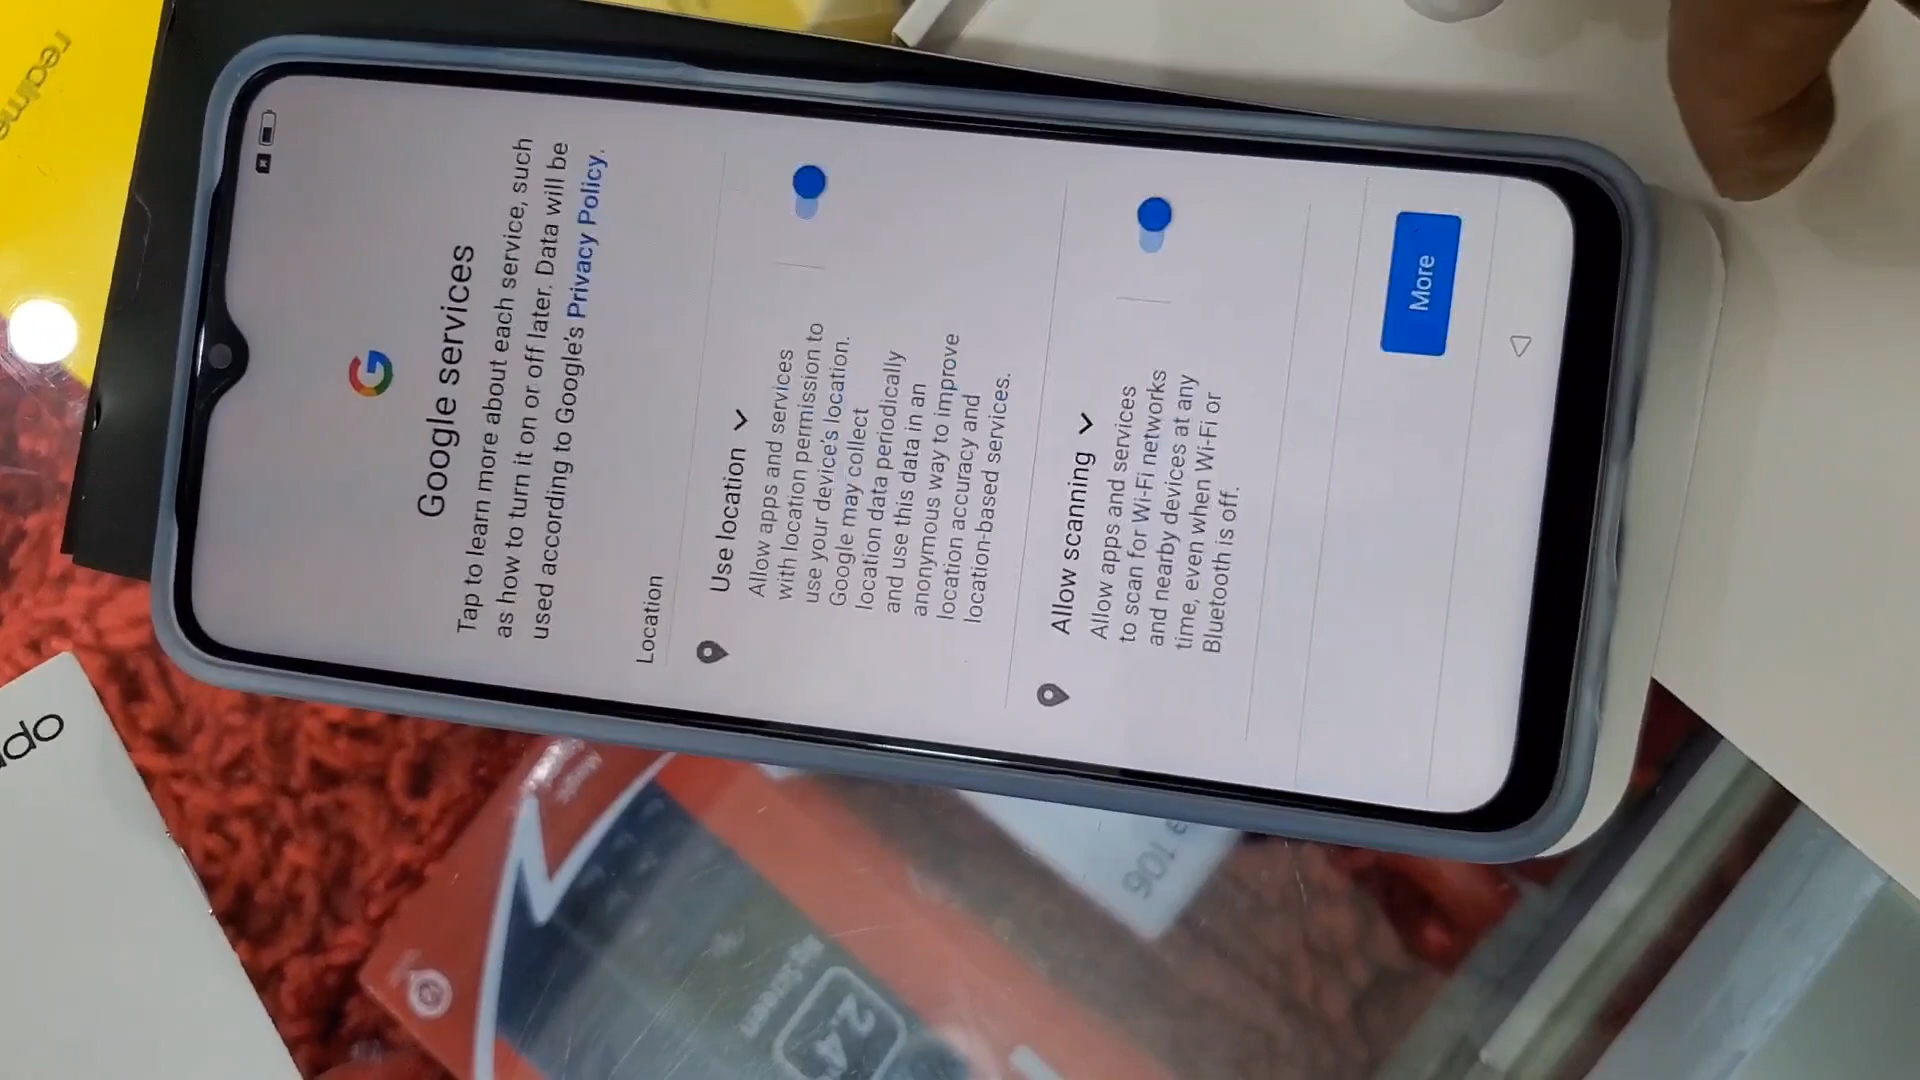 Google services
Tap to learn more about each service, such
as how to turn it on or off later. Data will be
used according to Google's Privacy Policy.
Location
Use location
Allow apps and services
with location permission to
use your device's location.
Google may collect
location data periodically
and use this data in an
anonymous way to improve
location accuracy and
location-based services.
Allow scanning
Allow apps and services
to scan for Wi-Fi networks
and nearby devices at any
time, even when Wi-Fi or
Bluetooth is off.
More
realme
2.4
106